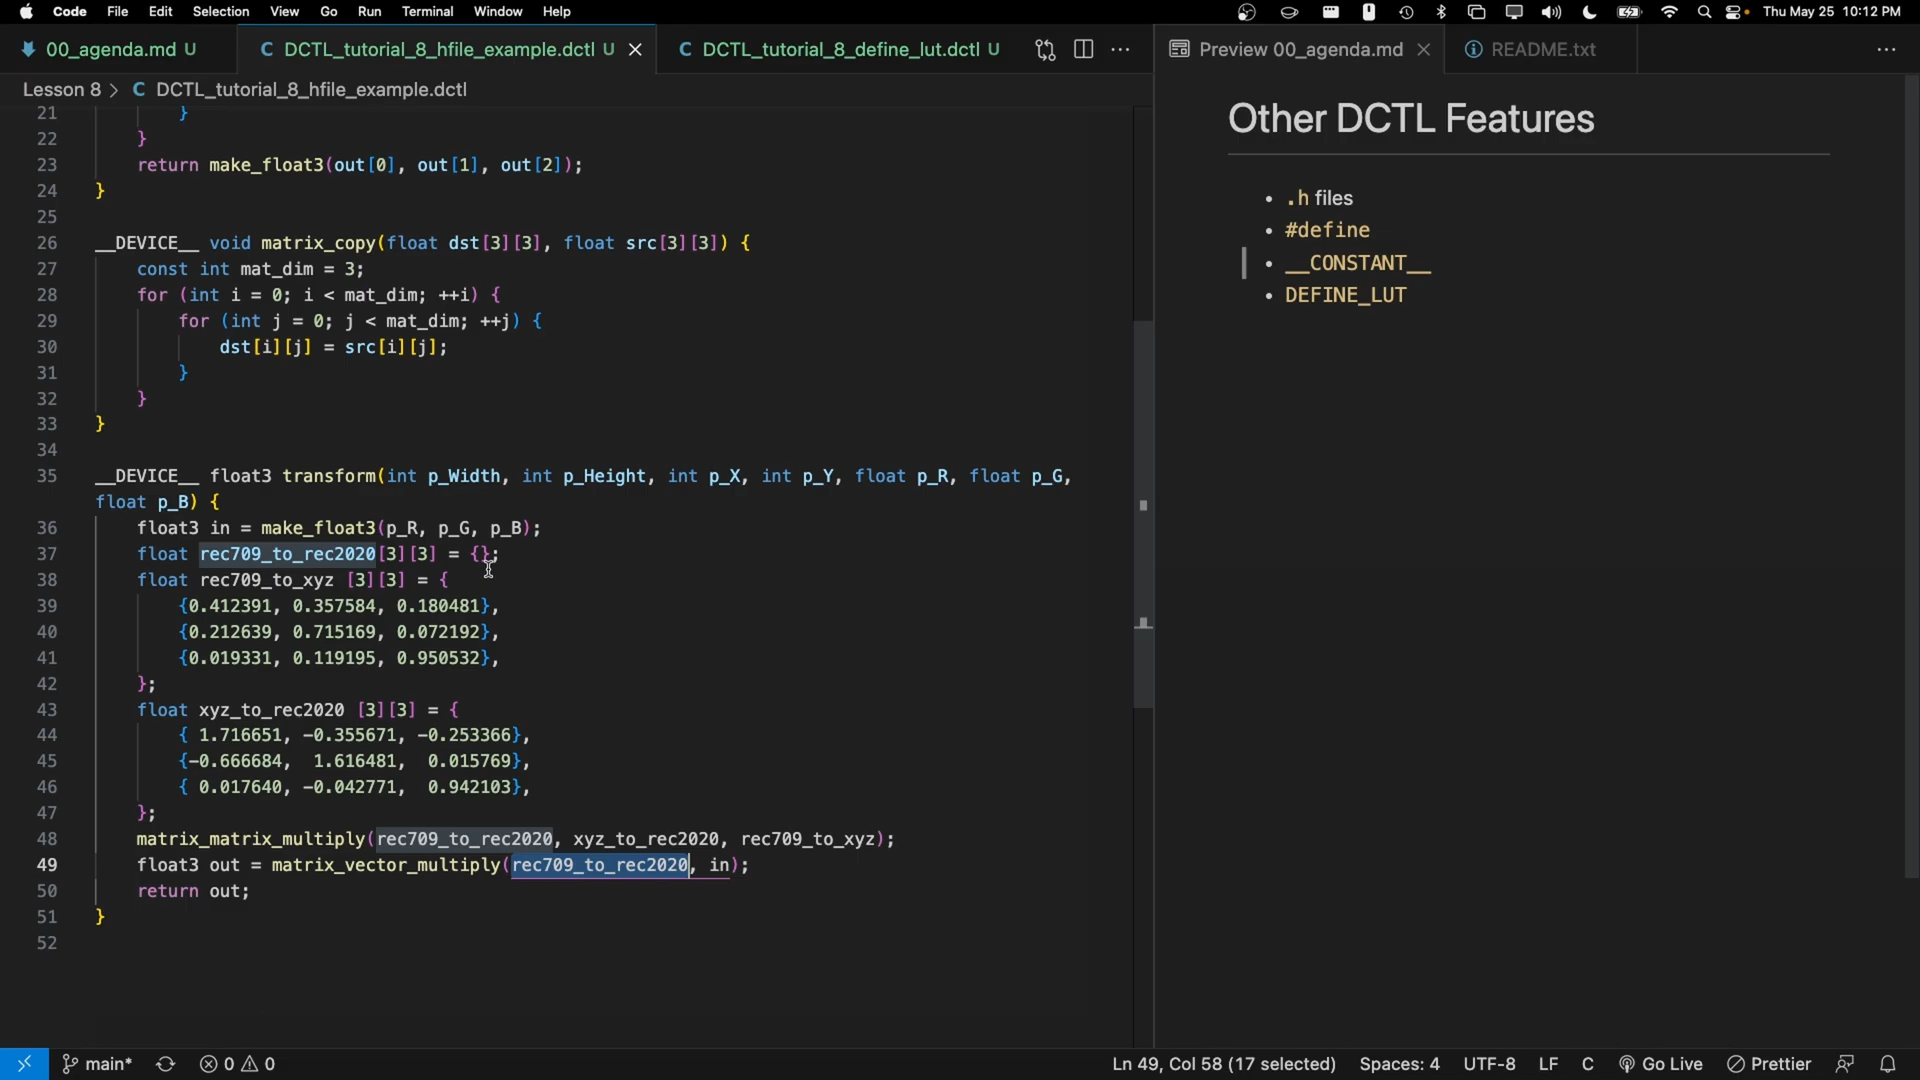 Code File Edit Selection View Go Run Terminal Window Help Thu May 25 10:12 PM
00_agenda.md U C DCTL_tutorial_8_hfile_example.dctl U C DCTL_tutorial_8_define_lut.dctl U Preview 00_agenda.md README.txt
Lesson 8 > C DCTL_tutorial_8_hfile_example.dctl
21 }
22 }
23 return make_float3(out[0], out[1], out[2]);
24 }
25
26 __DEVICE__ void matrix_copy(float dst[3][3], float src[3][3]) {
27 const int mat_dim = 3;
28 for (int i = 0; i < mat_dim; ++i) {
29 for (int j = 0; j < mat_dim; ++j) {
30 dst[i][j] = src[i][j];
31 }
32 }
33 }
34
35 __DEVICE__ float3 transform(int p_Width, int p_Height, int p_X, int p_Y, float p_R, float p_G,
float p_B) {
36 float3 in = make_float3(p_R, p_G, p_B);
37 float rec709_to_rec2020[3][3] = {};
38 float rec709_to_xyz [3][3] = {
39 {0.412391, 0.357584, 0.180481},
40 {0.212639, 0.715169, 0.072192},
41 {0.019331, 0.119195, 0.950532},
42 };
43 float xyz_to_rec2020 [3][3] = {
44 { 1.716651, -0.355671, -0.253366},
45 {-0.666684, 1.616481, 0.015769},
46 { 0.017640, -0.042771, 0.942103},
47 };
48 matrix_matrix_multiply(rec709_to_rec2020, xyz_to_rec2020, rec709_to_xyz);
49 float3 out = matrix_vector_multiply(rec709_to_rec2020, in);
50 return out;
51 }
52
Other DCTL Features
• .h files
• #define
• __CONSTANT__
• DEFINE_LUT
main* 0 0 Ln 49, Col 58 (17 selected) Spaces: 4 UTF-8 LF C Go Live Prettier